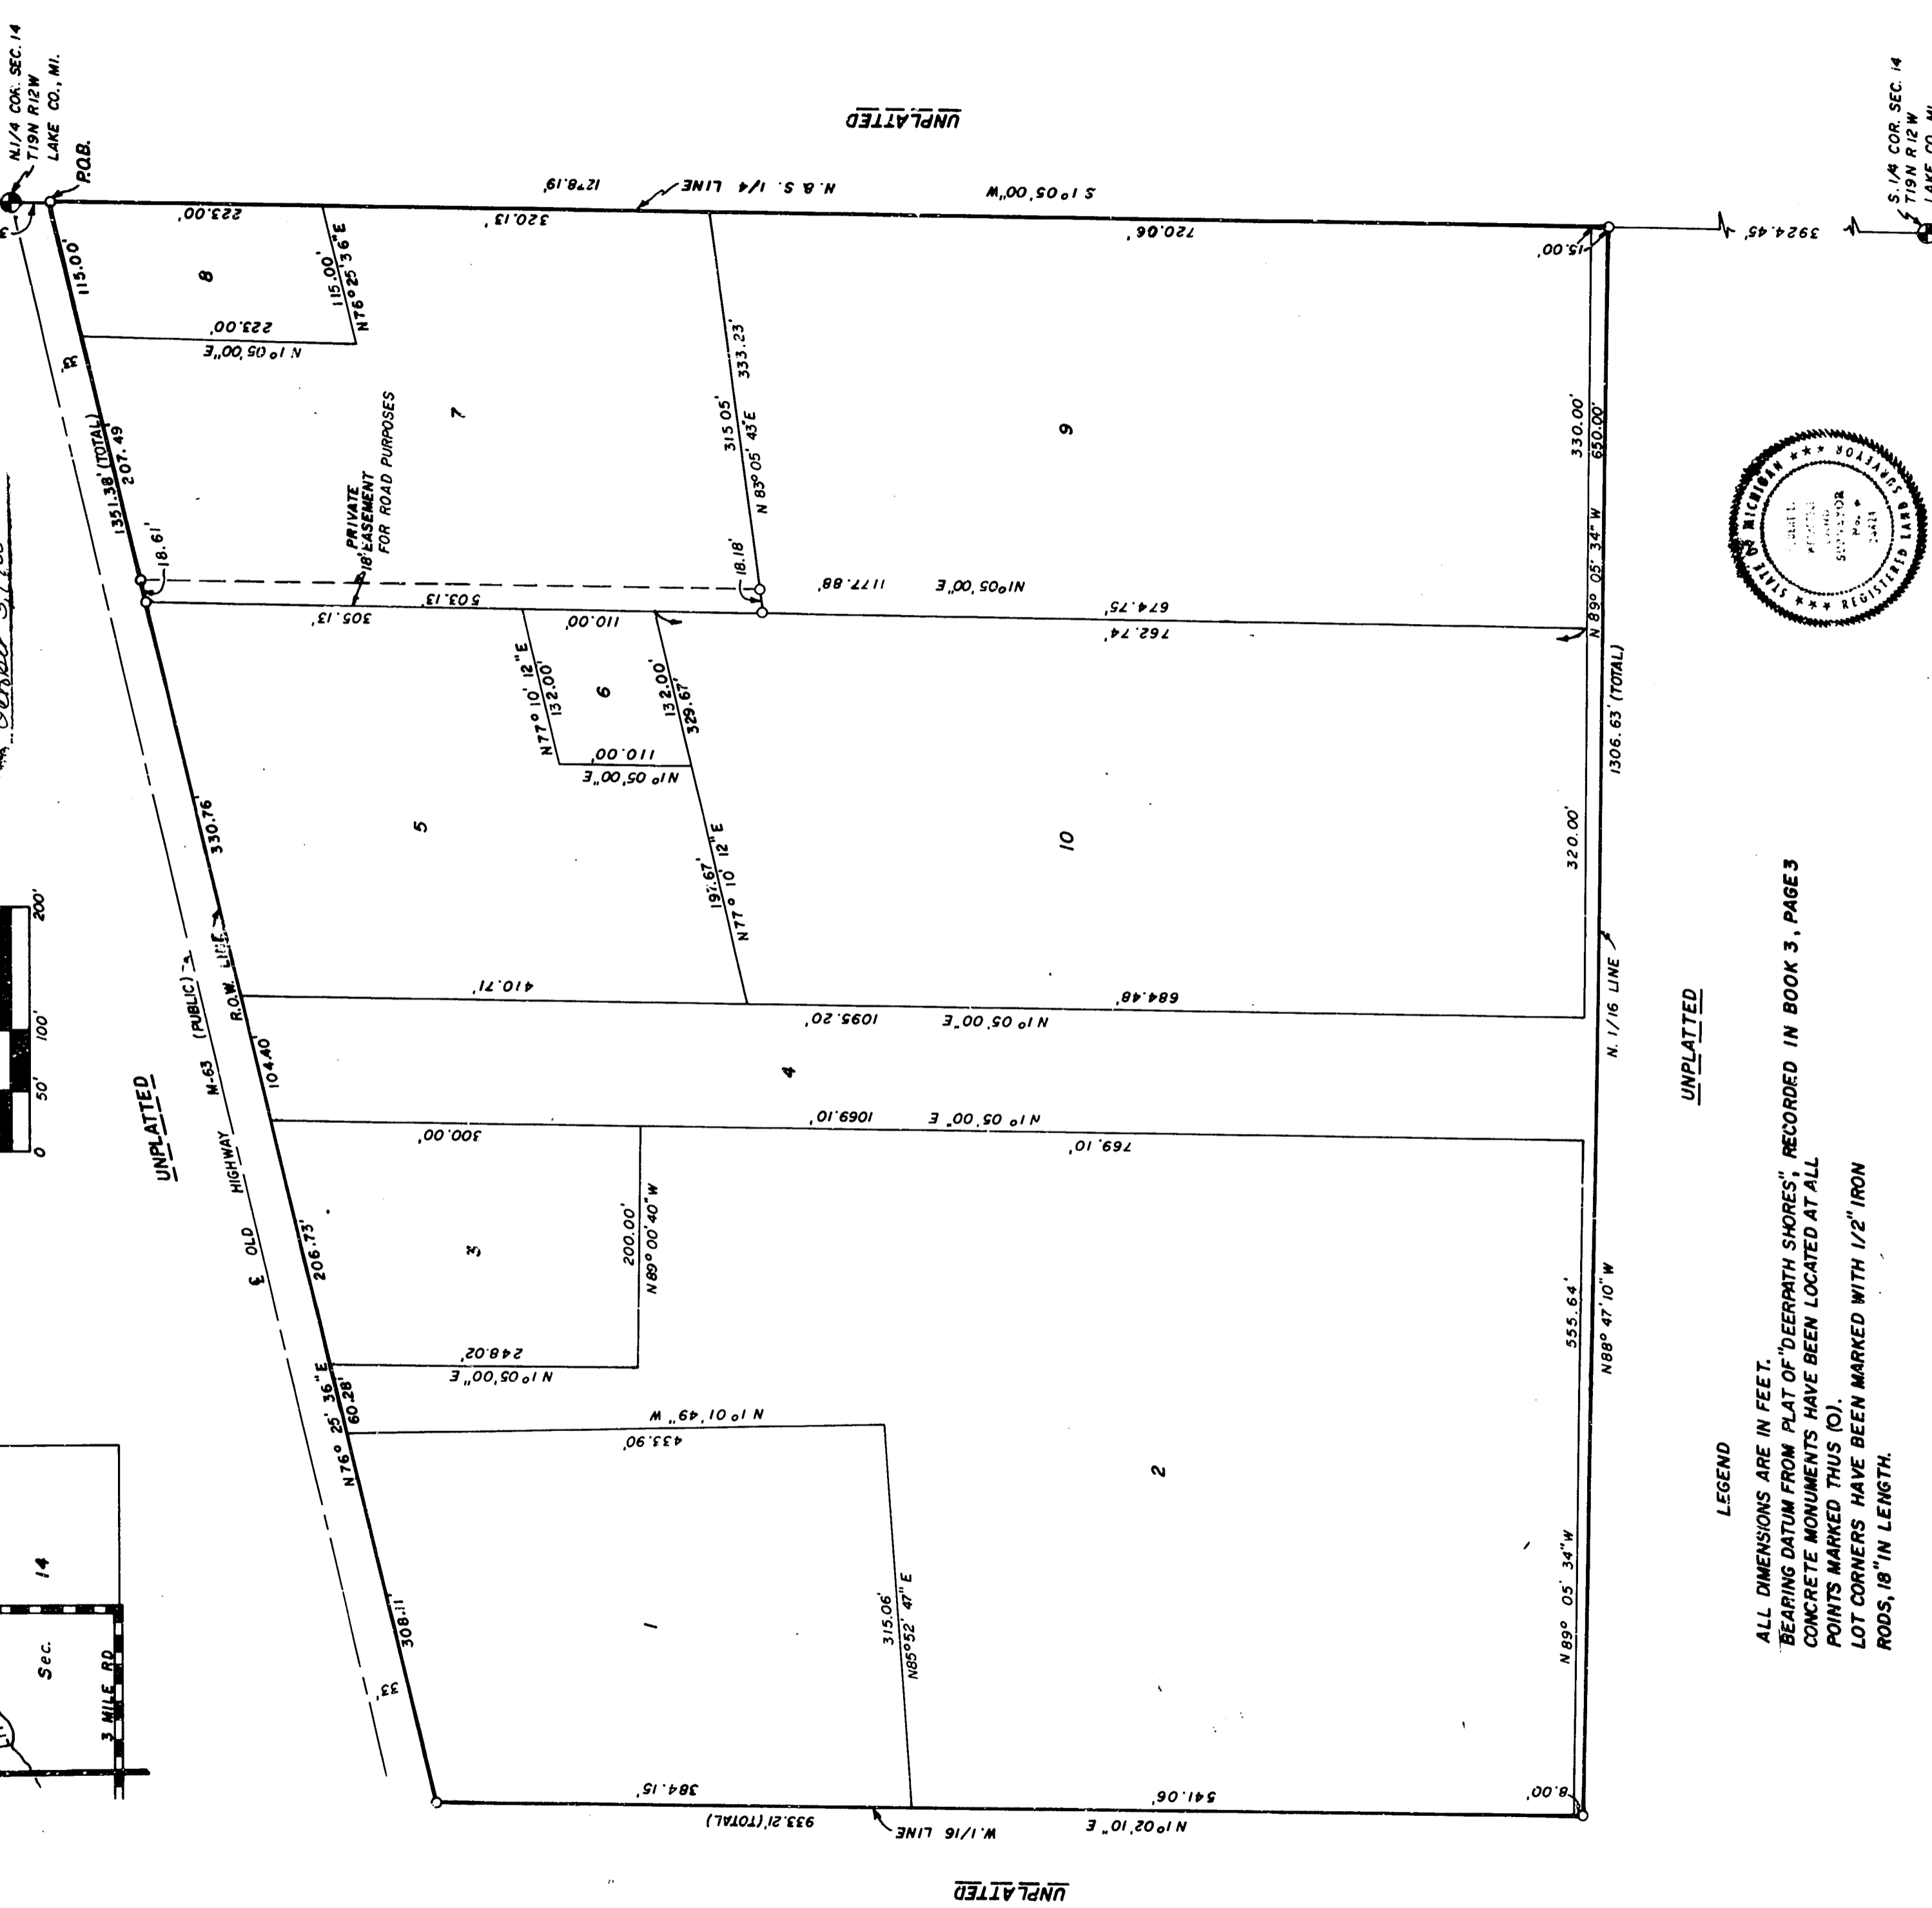 N.1/4 COR. SEC. 14
T19N R12W
LAKE CO., MI.
P.O.B.
UNPLATTED
S 1° 05' 00" W
N. & S. 1/4 LINE
1278.19'
223.00'
320.13'
720.06'
15.00'
3924.45'
S. 1/4 COR. SEC. 14
T19N R12W
LAKE CO. MI.
115.00'
8
223.00'
N 1° 05' 00" E
115.00'
N76° 25' 36" E
33'
1351.38' (TOTAL)
207.49
18.61'
7
PRIVATE
18' EASEMENT
FOR ROAD PURPOSES
315 05'
333.23'
N 83° 05' 43" E
18.18'
9
330.00'
650.00'
N 89° 05' 34" W
503.13'
305.13'
110.00'
N1° 05' 00" E
1177.88'
674.75'
762.74'
N77° 10' 12" E
132.00'
6
110.00'
N1° 05' 00" E
132.00'
329.67'
330.76'
5
197.67'
N77° 10' 12" E
10
320.00'
1306.63' (TOTAL)
0 50' 100' 200'
R.O.W. LINE
410.71'
N1° 05' 00" E
1095.20'
684.48'
N. 1/16 LINE
UNPLATTED
UNPLATTED
℄ OLD HIGHWAY M-63 (PUBLIC)
104.40'
4
N1° 05' 00" E
1069.10'
300.00'
769.10'
206.73'
3
200.00'
N89° 00' 40" W
248.02'
N 1° 05' 00" E
N76° 25' 36" E
60.28'
N 1° 01' 49" W
433.90'
2
555.64'
N88° 47' 10" W
N 89° 05' 34" W
308.11'
1
315.06'
N85° 52' 47" E
33'
384.15'
933.21' (TOTAL)
W. 1/16 LINE
541.06'
N1° 02' 10" E
8.00'
UNPLATTED
Sec.
14
3 MILE RD
STATE OF MICHIGAN
REGISTERED LAND SURVEYOR
LEGEND
ALL DIMENSIONS ARE IN FEET.
BEARING DATUM FROM PLAT OF "DEERPATH SHORES", RECORDED IN BOOK 3, PAGE 3
CONCRETE MONUMENTS HAVE BEEN LOCATED AT ALL
POINTS MARKED THUS (O).
LOT CORNERS HAVE BEEN MARKED WITH 1/2" IRON
RODS, 18" IN LENGTH.